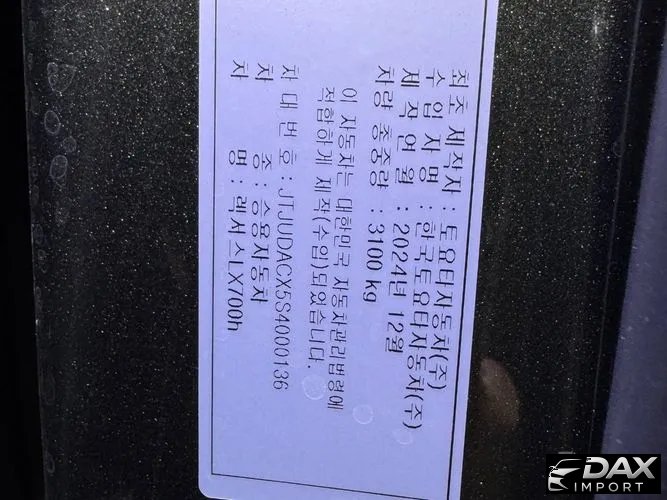 최초 제작자 : 토요타자동차(주)
수 입 자 명 : 한국토요타자동차(주)
제 작 연 월 : 2024년 12월
차량 총중량 : 3100 kg
이 자동차는 대한민국 자동차관리법령에
적합하게 제작(수입)되었습니다.
차 대 번 호 : JTJUDACX5S4000136
차 종 : 승용자동차
차 명 : 렉서스LX700h
DAX
IMPORT